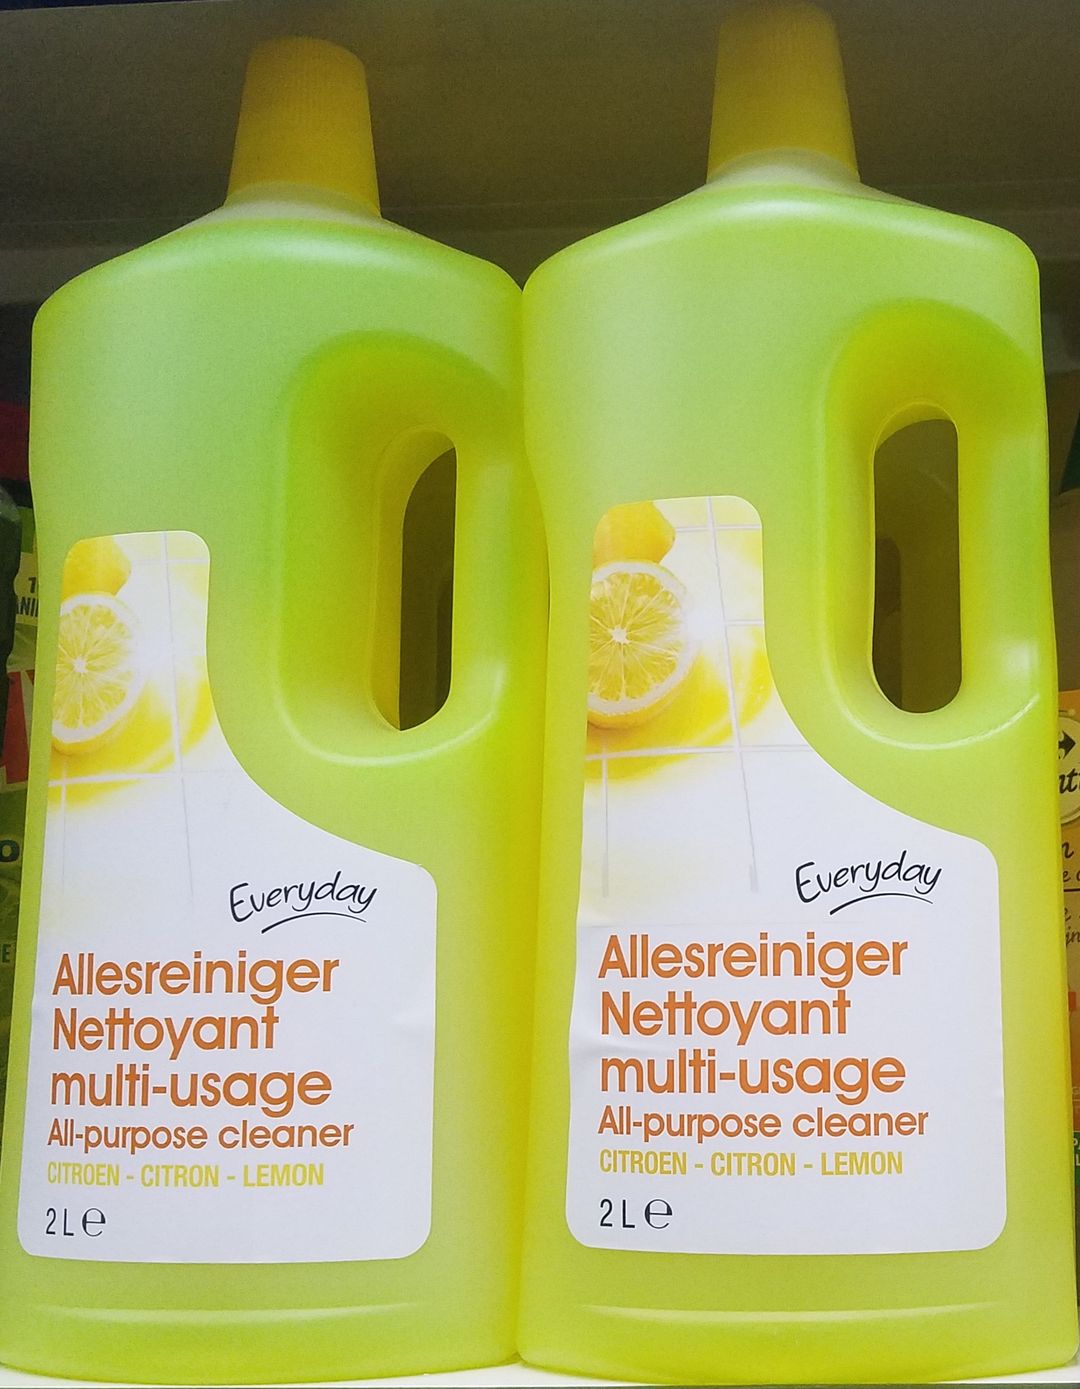 Everyday
Allesreiniger
Nettoyant
multi-usage
All-purpose cleaner
CITROEN - CITRON - LEMON
2 L e
Everyday
Allesreiniger
Nettoyant
multi-usage
All-purpose cleaner
CITROEN - CITRON - LEMON
2 L e